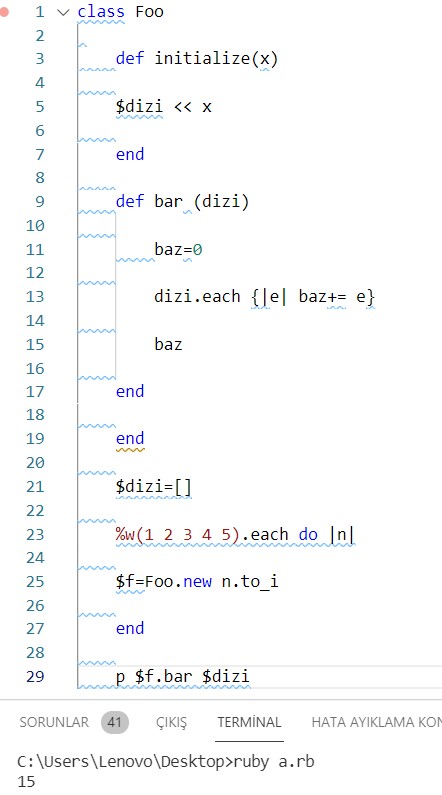 1 class Foo
2
3 def initialize(x)
4
5 $dizi << x
6
7 end
8
9 def bar (dizi)
10
11 baz=0
12
13 dizi.each {|e| baz+= e}
14
15 baz
16
17 end
18
19 end
20
21 $dizi=[]
22
23 %w(1 2 3 4 5).each do |n|
24
25 $f=Foo.new n.to_i
26
27 end
28
29 p $f.bar $dizi
SORUNLAR 41 ÇIKIŞ TERMİNAL HATA AYIKLAMA KON
C:\Users\Lenovo\Desktop>ruby a.rb
15